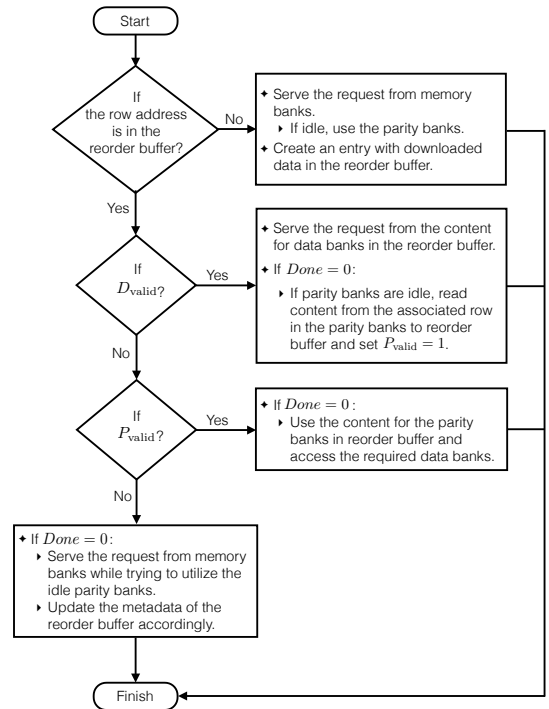 Start
If
the row address
is in the
reorder buffer?
No
✦ Serve the request from memory
banks.
‣ If idle, use the parity banks.
✦ Create an entry with downloaded
data in the reorder buffer.
Yes
If
D_valid?
Yes
✦ Serve the request from the content
for data banks in the reorder buffer.
✦ If Done = 0:
‣ If parity banks are idle, read
content from the associated row
in the parity banks to reorder
buffer and set P_valid = 1.
No
If
P_valid?
Yes
✦ If Done = 0:
‣ Use the content for the parity
banks in reorder buffer and
access the required data banks.
No
✦ If Done = 0:
‣ Serve the request from memory
banks while trying to utilize the
idle parity banks.
‣ Update the metadata of the
reorder buffer accordingly.
Finish